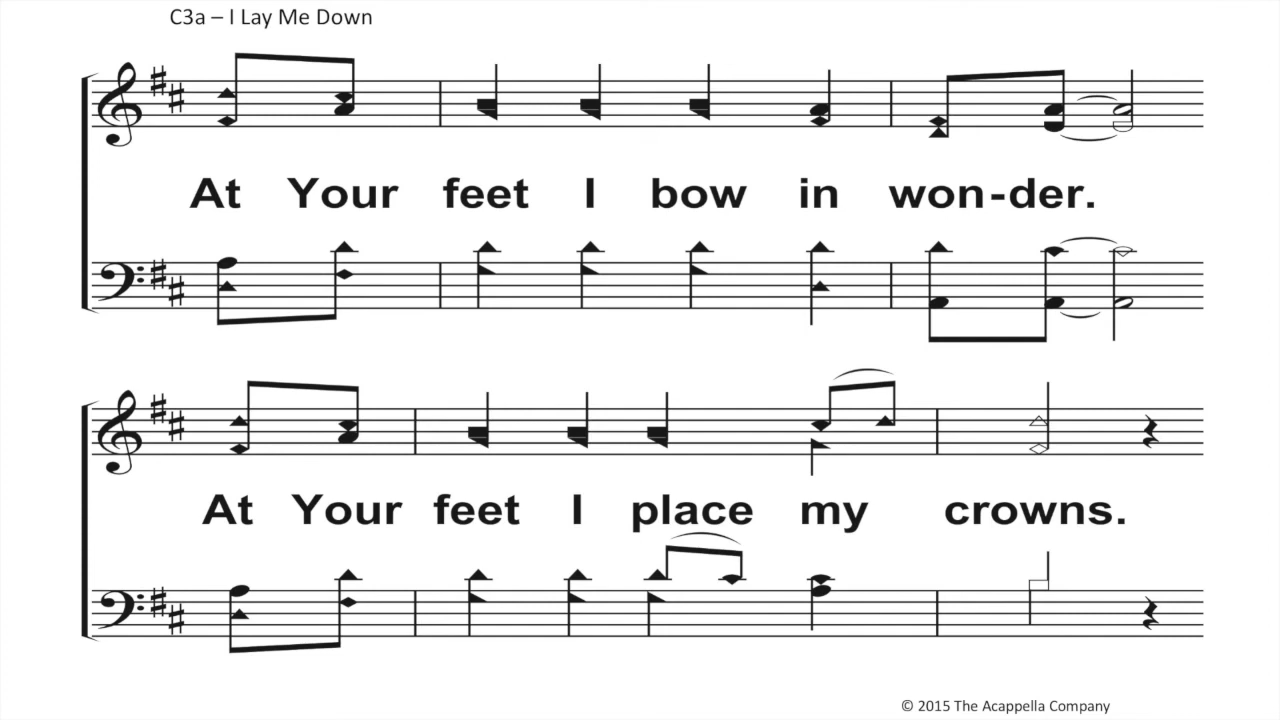 C3a – I Lay Me Down
At Your feet I bow in won-der.
At Your feet I place my crowns.
© 2015 The Acappella Company